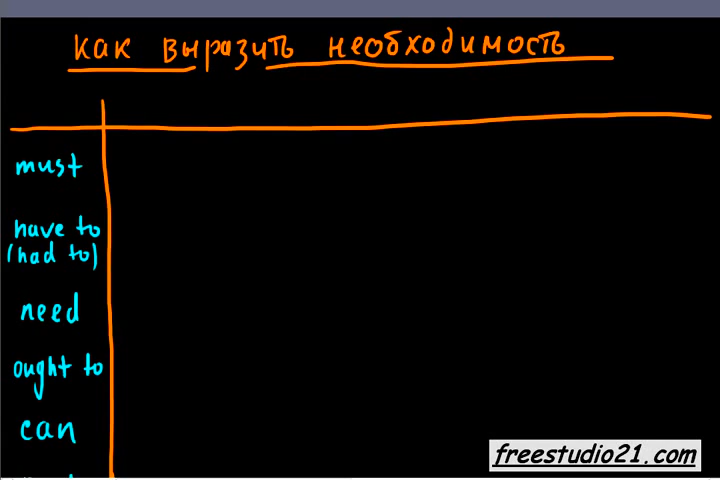 как выразить необходимость
must
have to
(had to)
need
ought to
can
freestudio21.com